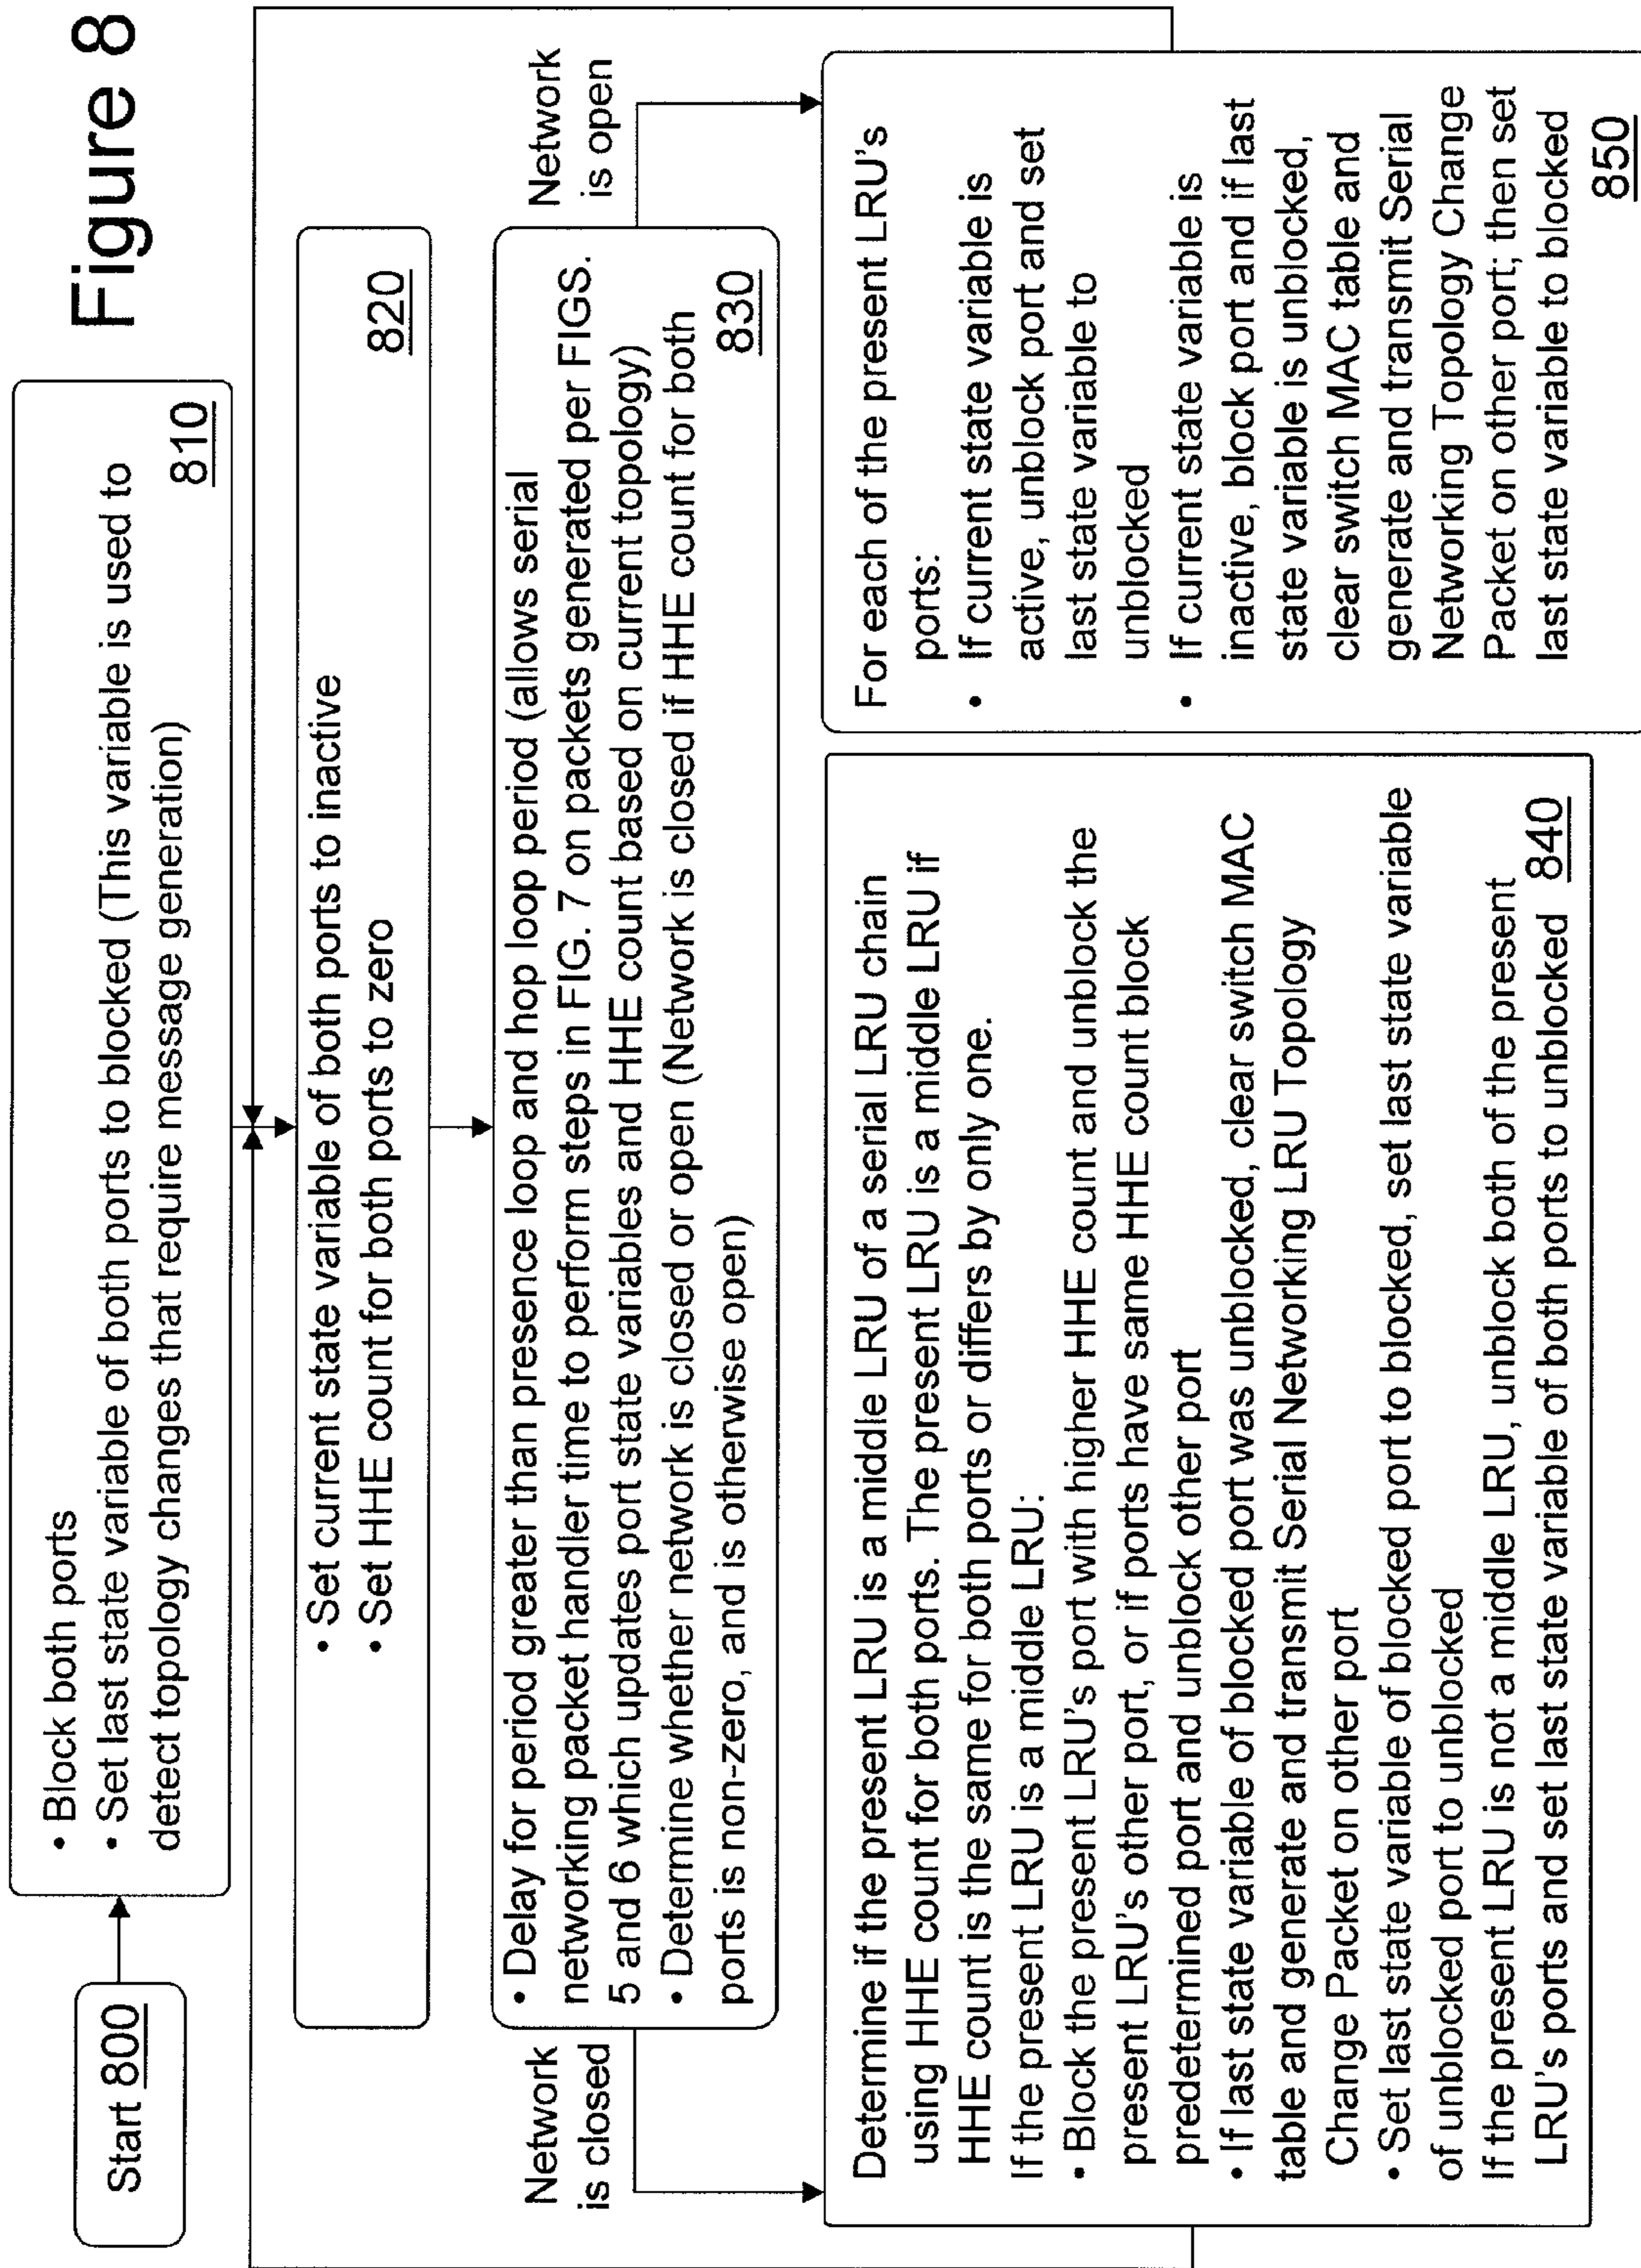 Figure 8
Start 800
• Block both ports
• Set last state variable of both ports to blocked (This variable is used to
detect topology changes that require message generation)
810
• Set current state variable of both ports to inactive
• Set HHE count for both ports to zero
820
• Delay for period greater than presence loop and hop loop period (allows serial
networking packet handler time to perform steps in FIG. 7 on packets generated per FIGS.
5 and 6 which updates port state variables and HHE count based on current topology)
• Determine whether network is closed or open (Network is closed if HHE count for both
ports is non-zero, and is otherwise open)
830
Network
is closed
Network
is open
Determine if the present LRU is a middle LRU of a serial LRU chain
using HHE count for both ports. The present LRU is a middle LRU if
HHE count is the same for both ports or differs by only one.
If the present LRU is a middle LRU:
• Block the present LRU's port with higher HHE count and unblock the
present LRU's other port, or if ports have same HHE count block
predetermined port and unblock other port
• If last state variable of blocked port was unblocked, clear switch MAC
table and generate and transmit Serial Networking LRU Topology
Change Packet on other port
• Set last state variable of blocked port to blocked, set last state variable
of unblocked port to unblocked
If the present LRU is not a middle LRU, unblock both of the present
LRU's ports and set last state variable of both ports to unblocked
840
For each of the present LRU's
ports:
• If current state variable is
active, unblock port and set
last state variable to
unblocked
• If current state variable is
inactive, block port and if last
state variable is unblocked,
clear switch MAC table and
generate and transmit Serial
Networking Topology Change
Packet on other port; then set
last state variable to blocked
850